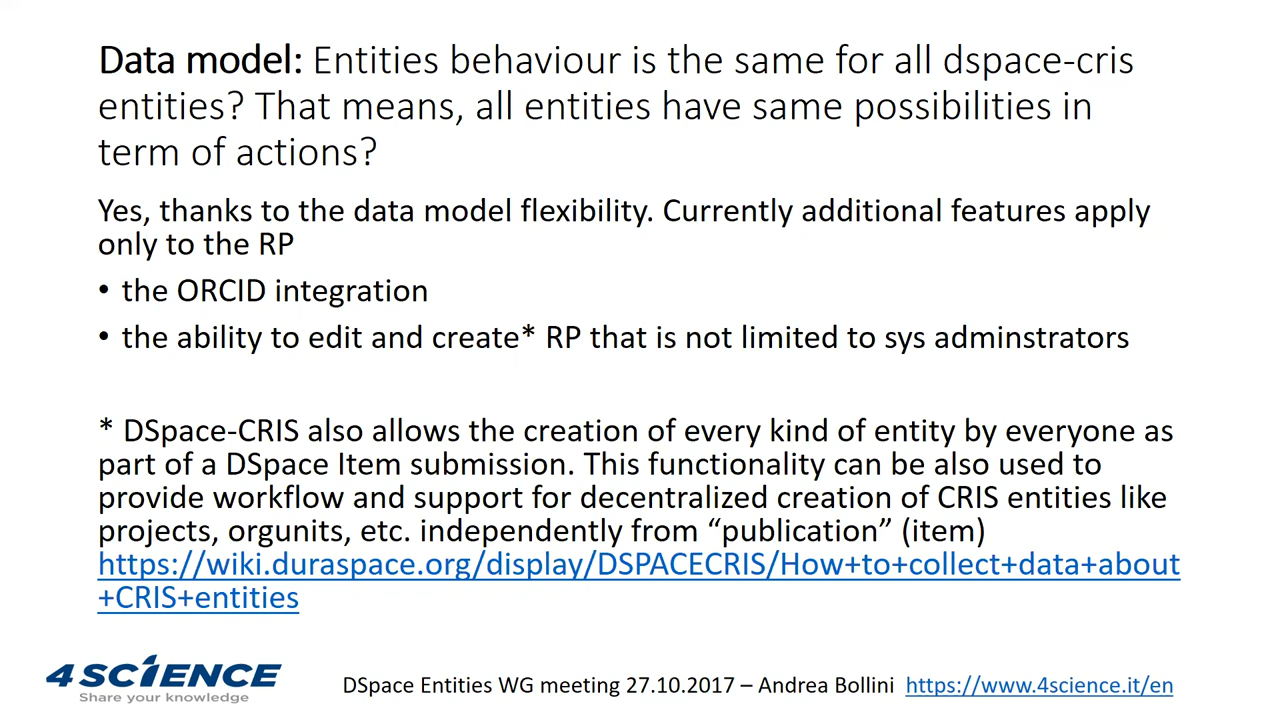 Data model: Entities behaviour is the same for all dspace-cris
entities? That means, all entities have same possibilities in
term of actions?
Yes, thanks to the data model flexibility. Currently additional features apply
only to the RP
• the ORCID integration
• the ability to edit and create* RP that is not limited to sys adminstrators
* DSpace-CRIS also allows the creation of every kind of entity by everyone as
part of a DSpace Item submission. This functionality can be also used to
provide workflow and support for decentralized creation of CRIS entities like
projects, orgunits, etc. independently from “publication” (item)
https://wiki.duraspace.org/display/DSPACECRIS/How+to+collect+data+about
+CRIS+entities
4SCIENCE
Share your knowledge
DSpace Entities WG meeting 27.10.2017 – Andrea Bollini https://www.4science.it/en